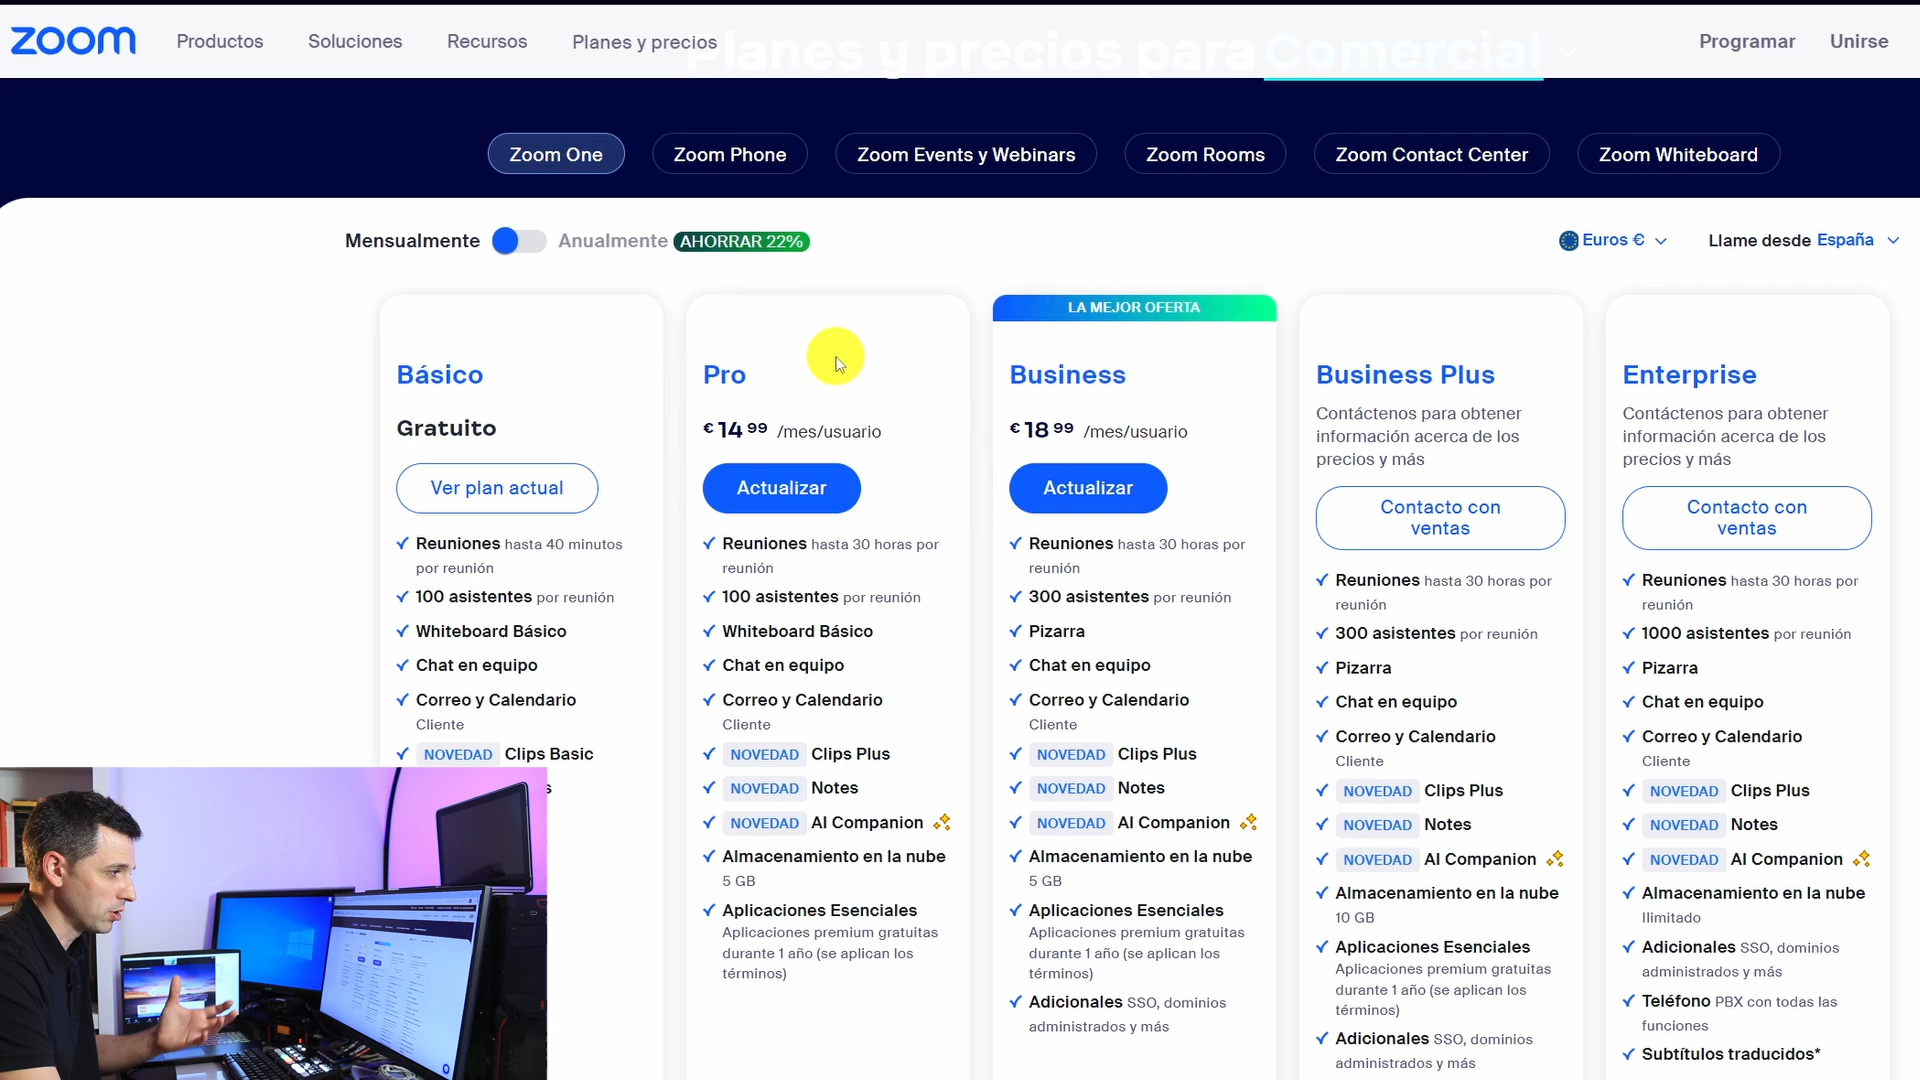 zoom
Productos
Soluciones
Recursos
Planes y precios
Planes y precios para Comercial
Programar
Unirse
Zoom One
Zoom Phone
Zoom Events y Webinars
Zoom Rooms
Zoom Contact Center
Zoom Whiteboard
Mensualmente
Anualmente
AHORRAR 22%
Euros €
Llame desde España
Básico
Gratuito
Ver plan actual
Reuniones hasta 40 minutos
por reunión
100 asistentes por reunión
Whiteboard Básico
Chat en equipo
Correo y Calendario
Cliente
NOVEDAD Clips Basic
s
Pro
€ 14 99 /mes/usuario
Actualizar
Reuniones hasta 30 horas por
reunión
100 asistentes por reunión
Whiteboard Básico
Chat en equipo
Correo y Calendario
Cliente
NOVEDAD Clips Plus
NOVEDAD Notes
NOVEDAD AI Companion
Almacenamiento en la nube
5 GB
Aplicaciones Esenciales
Aplicaciones premium gratuitas
durante 1 año (se aplican los
términos)
LA MEJOR OFERTA
Business
€ 18 99 /mes/usuario
Actualizar
Reuniones hasta 30 horas por
reunión
300 asistentes por reunión
Pizarra
Chat en equipo
Correo y Calendario
Cliente
NOVEDAD Clips Plus
NOVEDAD Notes
NOVEDAD AI Companion
Almacenamiento en la nube
5 GB
Aplicaciones Esenciales
Aplicaciones premium gratuitas
durante 1 año (se aplican los
términos)
Adicionales SSO, dominios
administrados y más
Business Plus
Contáctenos para obtener
información acerca de los
precios y más
Contacto con
ventas
Reuniones hasta 30 horas por
reunión
300 asistentes por reunión
Pizarra
Chat en equipo
Correo y Calendario
Cliente
NOVEDAD Clips Plus
NOVEDAD Notes
NOVEDAD AI Companion
Almacenamiento en la nube
10 GB
Aplicaciones Esenciales
Aplicaciones premium gratuitas
durante 1 año (se aplican los
términos)
Adicionales SSO, dominios
administrados y más
Enterprise
Contáctenos para obtener
información acerca de los
precios y más
Contacto con
ventas
Reuniones hasta 30 horas por
reunión
1000 asistentes por reunión
Pizarra
Chat en equipo
Correo y Calendario
Cliente
NOVEDAD Clips Plus
NOVEDAD Notes
NOVEDAD AI Companion
Almacenamiento en la nube
Ilimitado
Adicionales SSO, dominios
administrados y más
Teléfono PBX con todas las
funciones
Subtítulos traducidos*